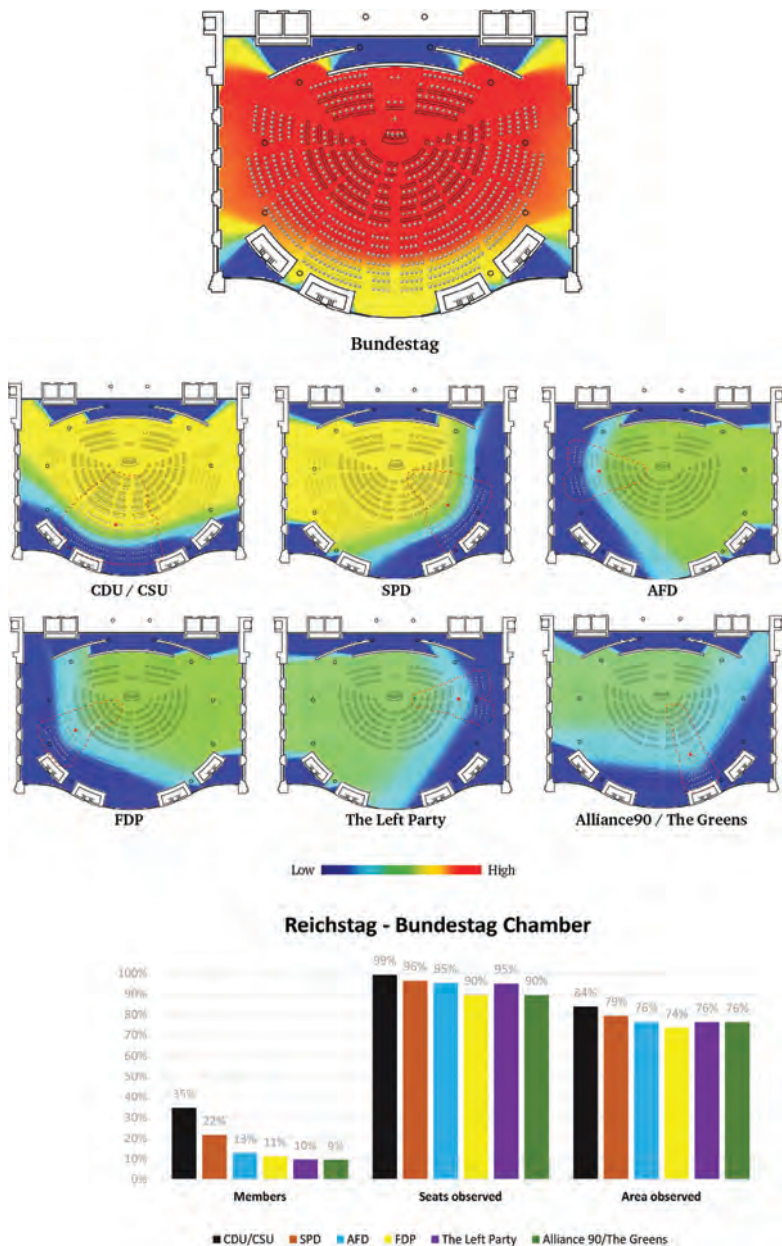 Bundestag
CDU / CSU SPD AFD
FDP The Left Party Alliance90 / The Greens
Low High
Reichstag - Bundestag Chamber
100%
90%
80%
70%
60%
50%
40%
30%
20%
10%
0%
35% 22% 13% 11% 10% 9%
99% 96% 95% 90% 95% 90%
84% 79% 76% 74% 76% 76%
Members Seats observed Area observed
CDU/CSU SPD AFD FDP The Left Party Alliance 90/The Greens